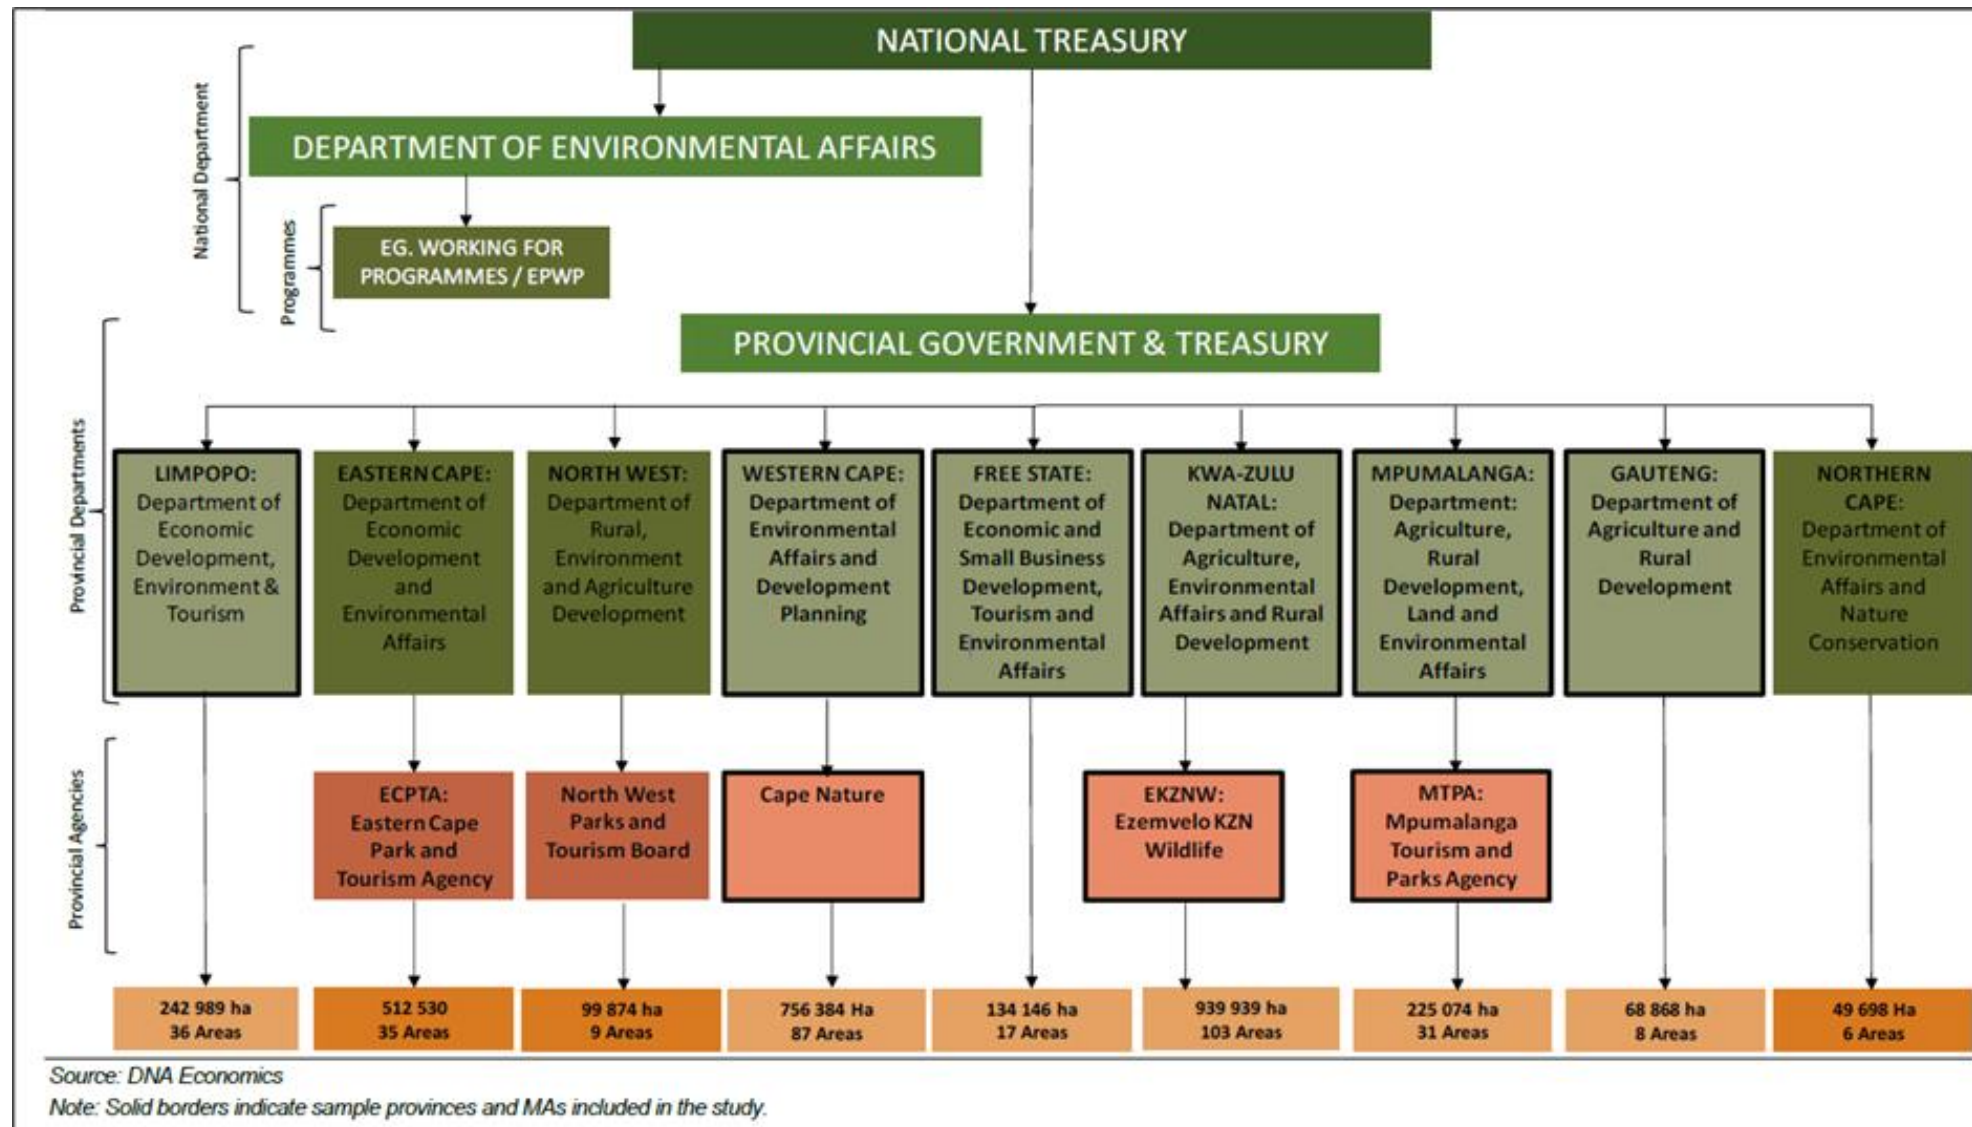 NATIONAL TREASURY
National Department
DEPARTMENT OF ENVIRONMENTAL AFFAIRS
Programmes
EG. WORKING FOR
PROGRAMMES / EPWP
PROVINCIAL GOVERNMENT & TREASURY
Provincial Departments
LIMPOPO:
Department of
Economic
Development,
Environment &
Tourism
EASTERN CAPE:
Department of
Economic
Development
and
Environmental
Affairs
NORTH WEST:
Department of
Rural,
Environment
and Agriculture
Development
WESTERN CAPE:
Department of
Environmental
Affairs and
Development
Planning
FREE STATE:
Department of
Economic and
Small Business
Development,
Tourism and
Environmental
Affairs
KWA-ZULU
NATAL:
Department of
Agriculture,
Environmental
Affairs and Rural
Development
MPUMALANGA:
Department:
Agriculture,
Rural
Development,
Land and
Environmental
Affairs
GAUTENG:
Department of
Agriculture and
Rural
Development
NORTHERN
CAPE:
Department of
Environmental
Affairs and
Nature
Conservation
Provincial Agencies
ECPTA:
Eastern Cape
Park and
Tourism Agency
North West
Parks and
Tourism Board
Cape Nature
EKZNW:
Ezemvelo KZN
Wildlife
MTPA:
Mpumalanga
Tourism and
Parks Agency
242 989 ha
36 Areas
512 530
35 Areas
99 874 ha
9 Areas
756 384 Ha
87 Areas
134 146 ha
17 Areas
939 939 ha
103 Areas
225 074 ha
31 Areas
68 868 ha
8 Areas
49 698 Ha
6 Areas
Source: DNA Economics
Note: Solid borders indicate sample provinces and MAs included in the study.